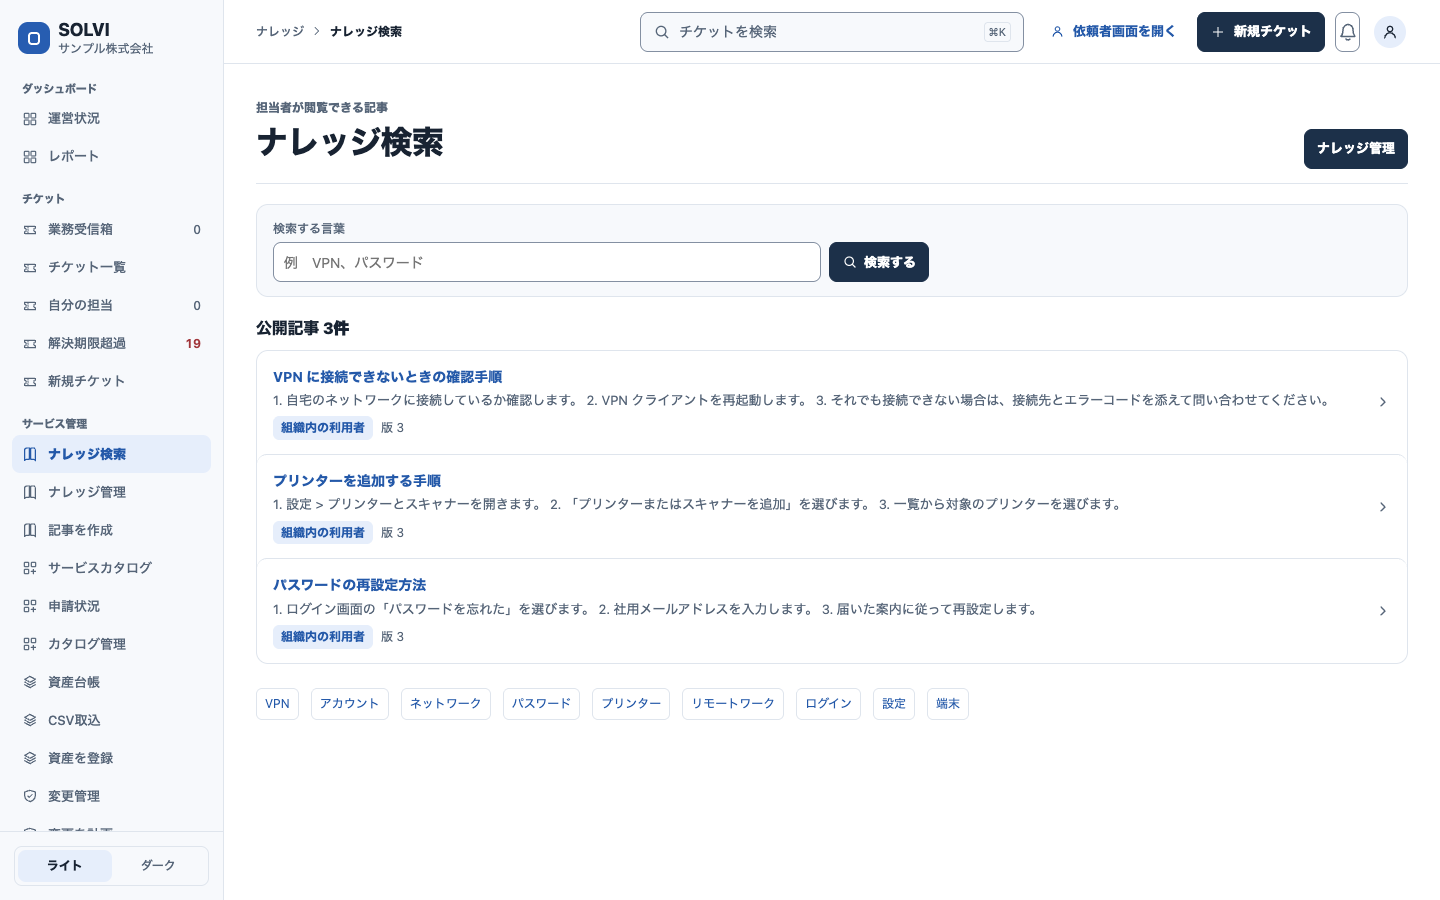 SOLVI
サンプル株式会社
ダッシュボード
運営状況
レポート
チケット
業務受信箱 0
チケット一覧
自分の担当 0
解決期限超過 19
新規チケット
サービス管理
ナレッジ検索
ナレッジ管理
記事を作成
サービスカタログ
申請状況
カタログ管理
資産台帳
CSV取込
資産を登録
変更管理
ライト ダーク
ナレッジ > ナレッジ検索
チケットを検索 ⌘K
依頼者画面を開く
+ 新規チケット
担当者が閲覧できる記事
ナレッジ検索
ナレッジ管理
検索する言葉
例 VPN、パスワード
検索する
公開記事 3件
VPN に接続できないときの確認手順
1. 自宅のネットワークに接続しているか確認します。 2. VPN クライアントを再起動します。 3. それでも接続できない場合は、接続先とエラーコードを添えて問い合わせてください。
組織内の利用者 版 3
プリンターを追加する手順
1. 設定 > プリンターとスキャナーを開きます。 2. 「プリンターまたはスキャナーを追加」を選びます。 3. 一覧から対象のプリンターを選びます。
組織内の利用者 版 3
パスワードの再設定方法
1. ログイン画面の「パスワードを忘れた」を選びます。 2. 社用メールアドレスを入力します。 3. 届いた案内に従って再設定します。
組織内の利用者 版 3
VPN アカウント ネットワーク パスワード プリンター リモートワーク ログイン 設定 端末